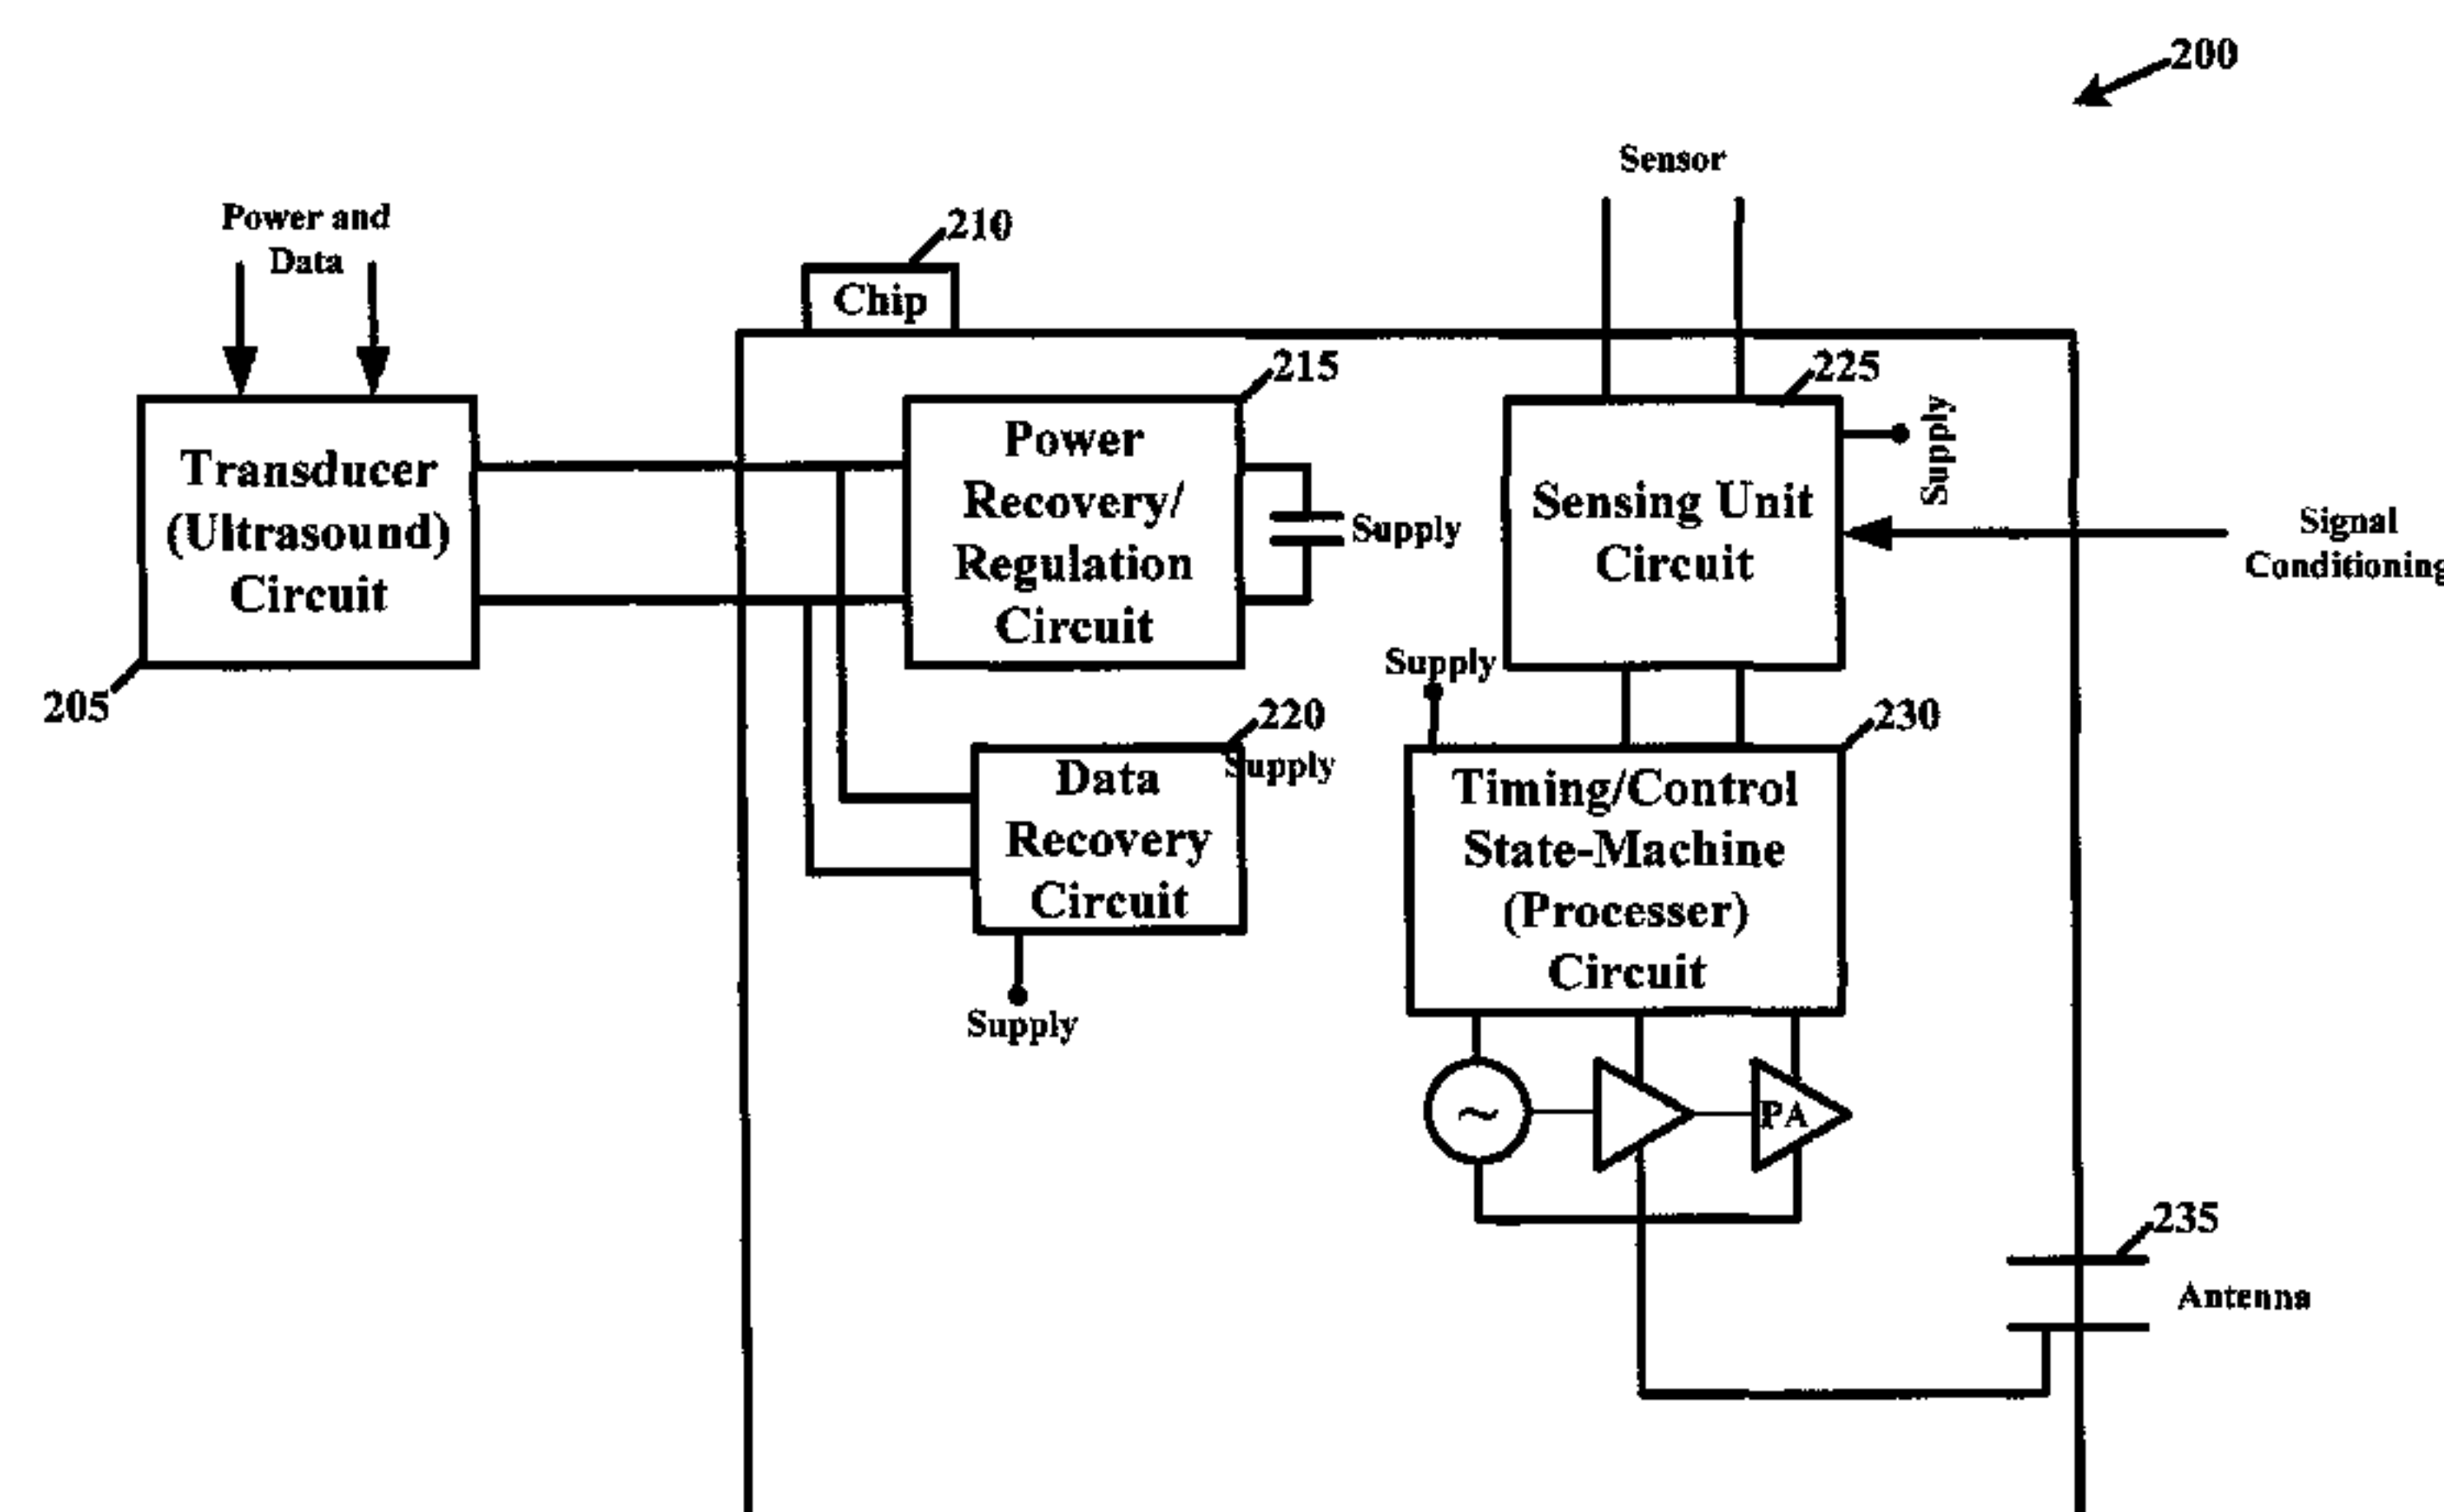 200
Sensor
Power and
Data
210
Chip
215
225
Power
Recovery/
Regulation
Circuit
Supply
Transducer
(Ultrasound)
Circuit
205
Sensing Unit
Circuit
Supply
Signal
Conditioning
Supply
220
Supply
Data
Recovery
Circuit
Supply
230
Timing/Control
State-Machine
(Processer)
Circuit
~
PA
235
Antenna